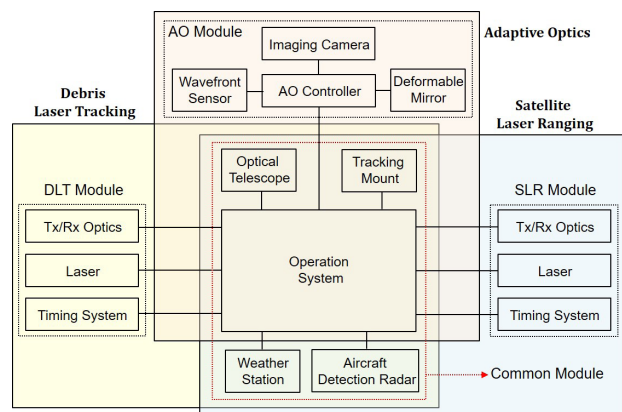 AO Module
Imaging Camera
Adaptive Optics
Wavefront
Sensor
AO Controller
Deformable
Mirror
Debris
Laser Tracking
Satellite
Laser Ranging
Optical
Telescope
Tracking
Mount
DLT Module
Tx/Rx Optics
Laser
Timing System
Operation
System
SLR Module
Tx/Rx Optics
Laser
Timing System
Weather
Station
Aircraft
Detection Radar
Common Module